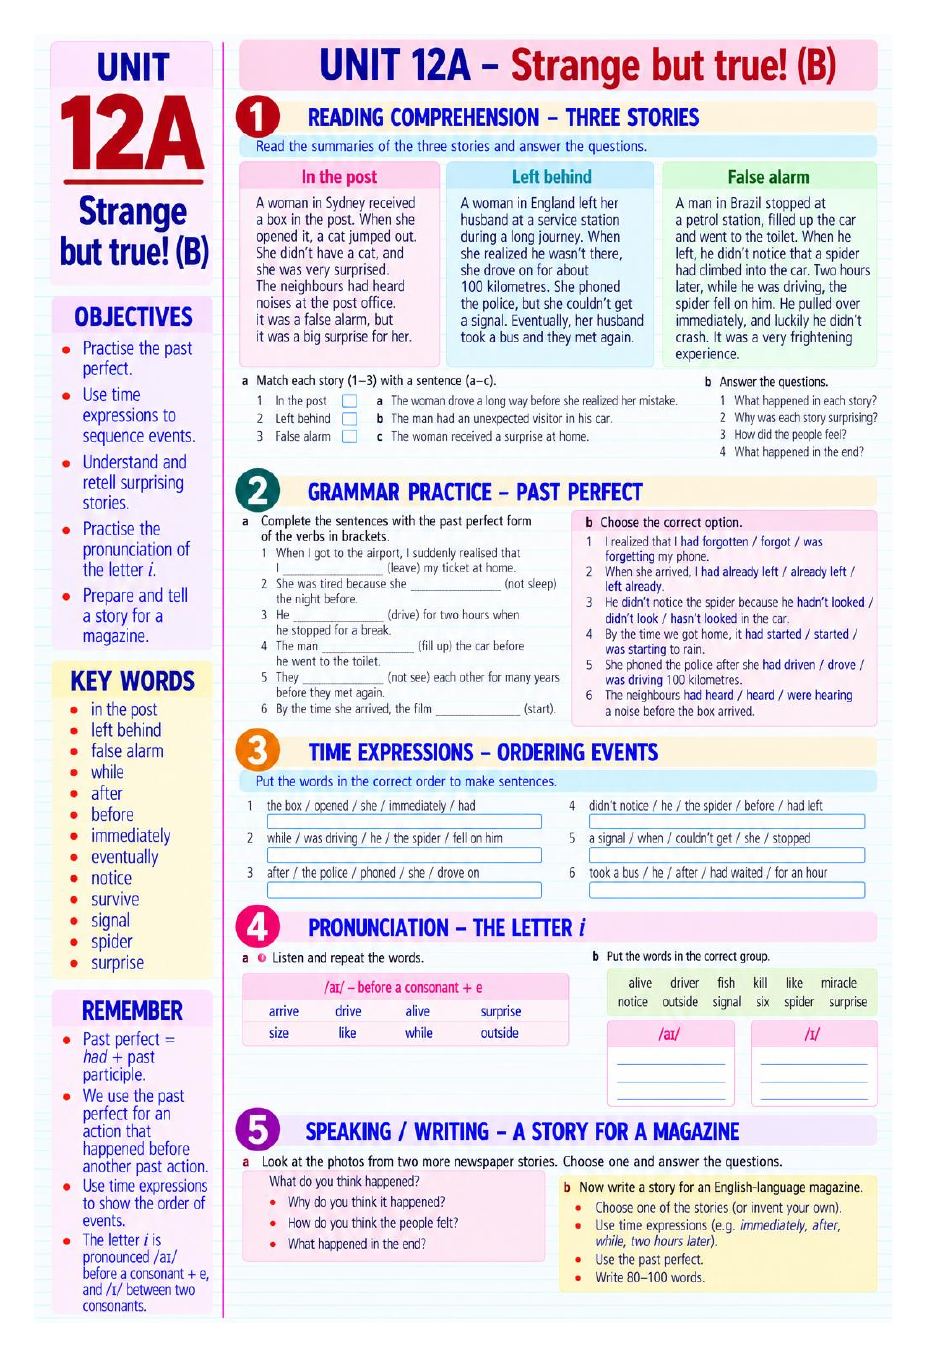 UNIT
12A
Strange
but true! (B)
OBJECTIVES
• Practise the past
perfect.
• Use time
expressions to
sequence events.
• Understand and
retell surprising
stories.
• Practise the
pronunciation of
the letter i.
• Prepare and tell
a story for a
magazine.
KEY WORDS
• in the post
• left behind
• false alarm
• while
• after
• before
• immediately
• eventually
• notice
• survive
• signal
• spider
• surprise
REMEMBER
• Past perfect =
had + past
participle.
• We use the past
perfect for an
action that
happened before
another past action.
• Use time expressions
to show the order of
events.
• The letter i is
pronounced /aɪ/
before a consonant + e,
and /ɪ/ between two
consonants.
UNIT 12A – Strange but true! (B)
1 READING COMPREHENSION – THREE STORIES
Read the summaries of the three stories and answer the questions.
In the post
A woman in Sydney received
a box in the post. When she
opened it, a cat jumped out.
She didn't have a cat, and
she was very surprised.
The neighbours had heard
noises at the post office.
it was a false alarm, but
it was a big surprise for her.
Left behind
A woman in England left her
husband at a service station
during a long journey. When
she realized he wasn't there,
she drove on for about
100 kilometres. She phoned
the police, but she couldn't get
a signal. Eventually, her husband
took a bus and they met again.
False alarm
A man in Brazil stopped at
a petrol station, filled up the car
and went to the toilet. When he
left, he didn't notice that a spider
had climbed into the car. Two hours
later, while he was driving, the
spider fell on him. He pulled over
immediately, and luckily he didn't
crash. It was a very frightening
experience.
a Match each story (1–3) with a sentence (a–c).
1 In the post
2 Left behind
3 False alarm
a The woman drove a long way before she realized her mistake.
b The man had an unexpected visitor in his car.
c The woman received a surprise at home.
b Answer the questions.
1 What happened in each story?
2 Why was each story surprising?
3 How did the people feel?
4 What happened in the end?
2 GRAMMAR PRACTICE – PAST PERFECT
a Complete the sentences with the past perfect form
of the verbs in brackets.
1 When I got to the airport, I suddenly realised that
I ______________ (leave) my ticket at home.
2 She was tired because she ______________ (not sleep)
the night before.
3 He ______________ (drive) for two hours when
he stopped for a break.
4 The man ______________ (fill up) the car before
he went to the toilet.
5 They ______________ (not see) each other for many years
before they met again.
6 By the time she arrived, the film ______________ (start).
b Choose the correct option.
1 I realized that I had forgotten / forgot / was
forgetting my phone.
2 When she arrived, I had already left / already left /
left already.
3 He didn't notice the spider because he hadn't looked /
didn't look / hasn't looked in the car.
4 By the time we got home, it had started / started /
was starting to rain.
5 She phoned the police after she had driven / drove /
was driving 100 kilometres.
6 The neighbours had heard / heard / were hearing
a noise before the box arrived.
3 TIME EXPRESSIONS – ORDERING EVENTS
Put the words in the correct order to make sentences.
1 the box / opened / she / immediately / had
2 while / was driving / he / the spider / fell on him
3 after / the police / phoned / she / drove on
4 didn't notice / he / the spider / before / had left
5 a signal / when / couldn't get / she / stopped
6 took a bus / he / after / had waited / for an hour
4 PRONUNCIATION – THE LETTER i
a Listen and repeat the words.
/aɪ/ – before a consonant + e
arrive drive alive surprise
size like while outside
b Put the words in the correct group.
alive driver fish kill like miracle
notice outside signal six spider surprise
/aɪ/
/ɪ/
5 SPEAKING / WRITING – A STORY FOR A MAGAZINE
a Look at the photos from two more newspaper stories. Choose one and answer the questions.
What do you think happened?
• Why do you think it happened?
• How do you think the people felt?
• What happened in the end?
b Now write a story for an English-language magazine.
• Choose one of the stories (or invent your own).
• Use time expressions (e.g. immediately, after,
while, two hours later).
• Use the past perfect.
• Write 80–100 words.